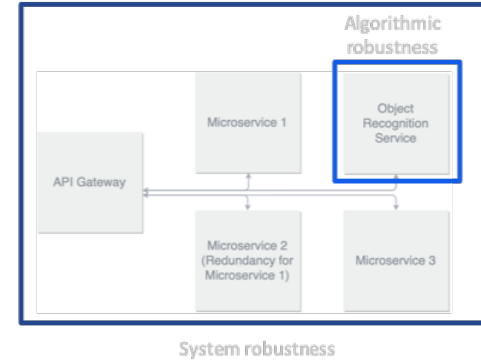 Algorithmic
robustness
Microservice 1
Object
Recognition
Service
API Gateway
Microservice 2
(Redundancy for
Microservice 1)
Microservice 3
System robustness